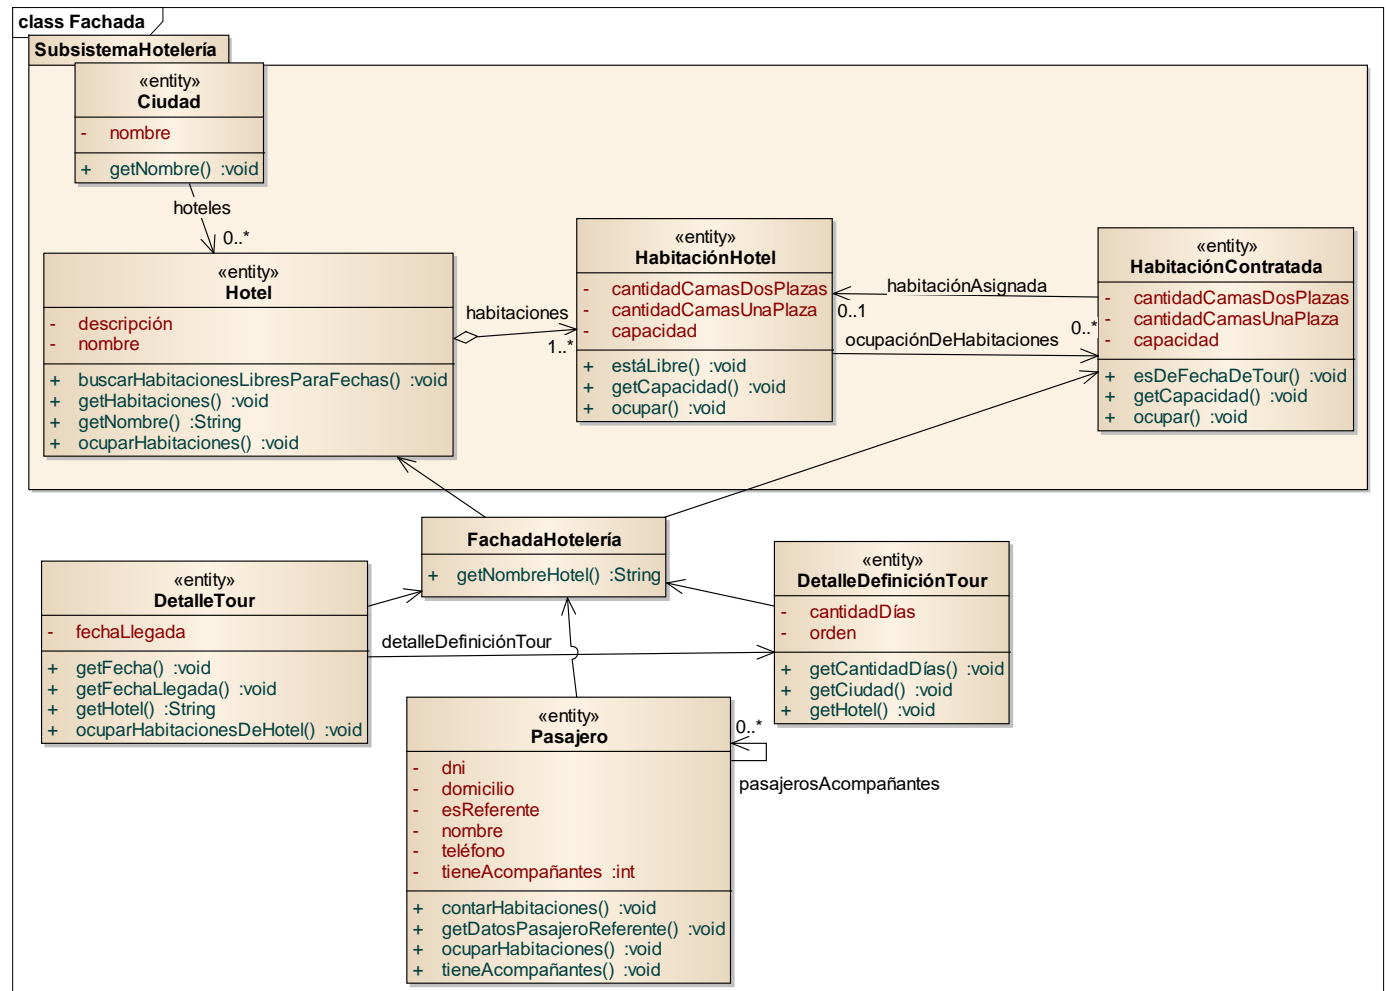 class Fachada
SubsistemaHotelería
«entity»
Ciudad
- nombre
+ getNombre() :void
hoteles
0..*
«entity»
Hotel
- descripción
- nombre
+ buscarHabitacionesLibresParaFechas() :void
+ getHabitaciones() :void
+ getNombre() :String
+ ocuparHabitaciones() :void
habitaciones
1..*
«entity»
HabitaciónHotel
- cantidadCamasDosPlazas
- cantidadCamasUnaPlaza
- capacidad
+ estáLibre() :void
+ getCapacidad() :void
+ ocupar() :void
habitaciónAsignada
0..1
0..*
ocupaciónDeHabitaciones
«entity»
HabitaciónContratada
- cantidadCamasDosPlazas
- cantidadCamasUnaPlaza
- capacidad
+ esDeFechaDeTour() :void
+ getCapacidad() :void
+ ocupar() :void
FachadaHotelería
+ getNombreHotel() :String
«entity»
DetalleTour
- fechaLlegada
+ getFecha() :void
+ getFechaLlegada() :void
+ getHotel() :String
+ ocuparHabitacionesDeHotel() :void
detalleDefiniciónTour
«entity»
DetalleDefiniciónTour
- cantidadDías
- orden
+ getCantidadDías() :void
+ getCiudad() :void
+ getHotel() :void
«entity»
Pasajero
- dni
- domicilio
- esReferente
- nombre
- teléfono
- tieneAcompañantes :int
+ contarHabitaciones() :void
+ getDatosPasajeroReferente() :void
+ ocuparHabitaciones() :void
+ tieneAcompañantes() :void
0..*
pasajerosAcompañantes